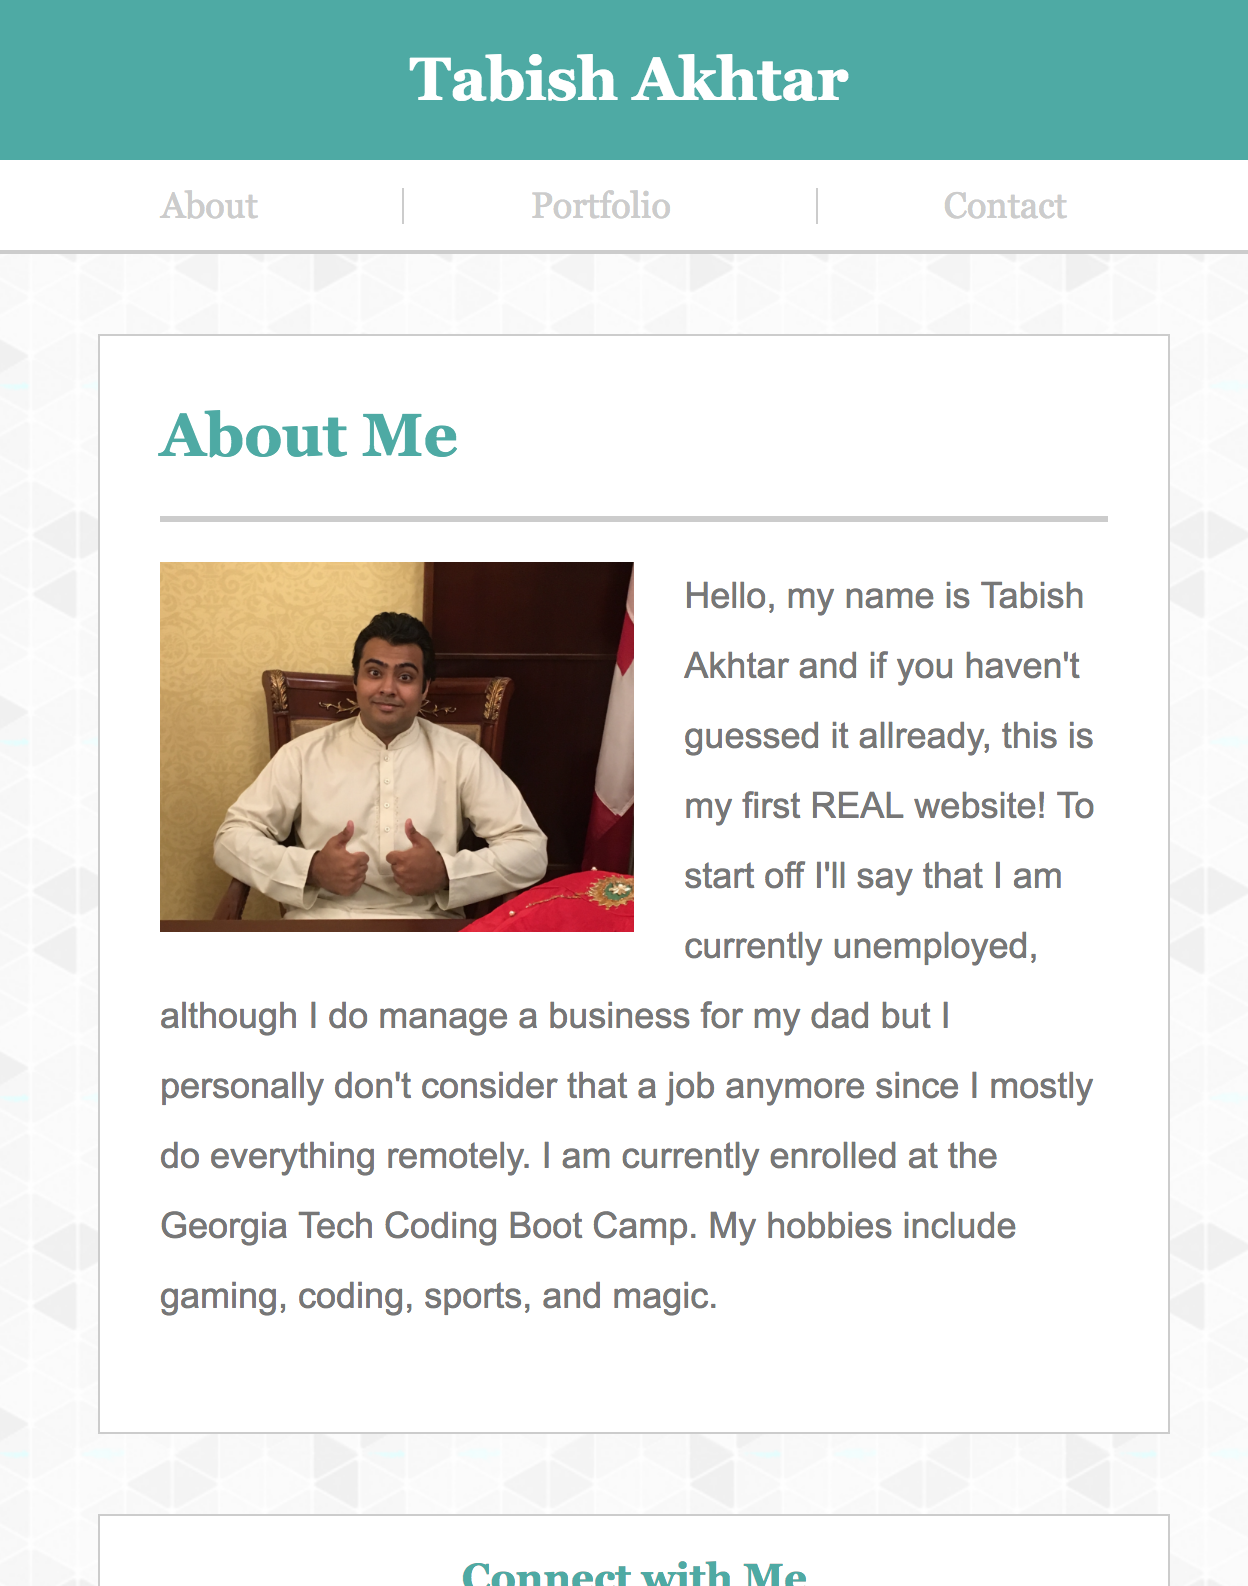 Tabish Akhtar
About
Portfolio
Contact
About Me
Hello, my name is Tabish
Akhtar and if you haven't
guessed it allready, this is
my first REAL website! To
start off I'll say that I am
currently unemployed,
although I do manage a business for my dad but I
personally don't consider that a job anymore since I mostly
do everything remotely. I am currently enrolled at the
Georgia Tech Coding Boot Camp. My hobbies include
gaming, coding, sports, and magic.
Connect with Me